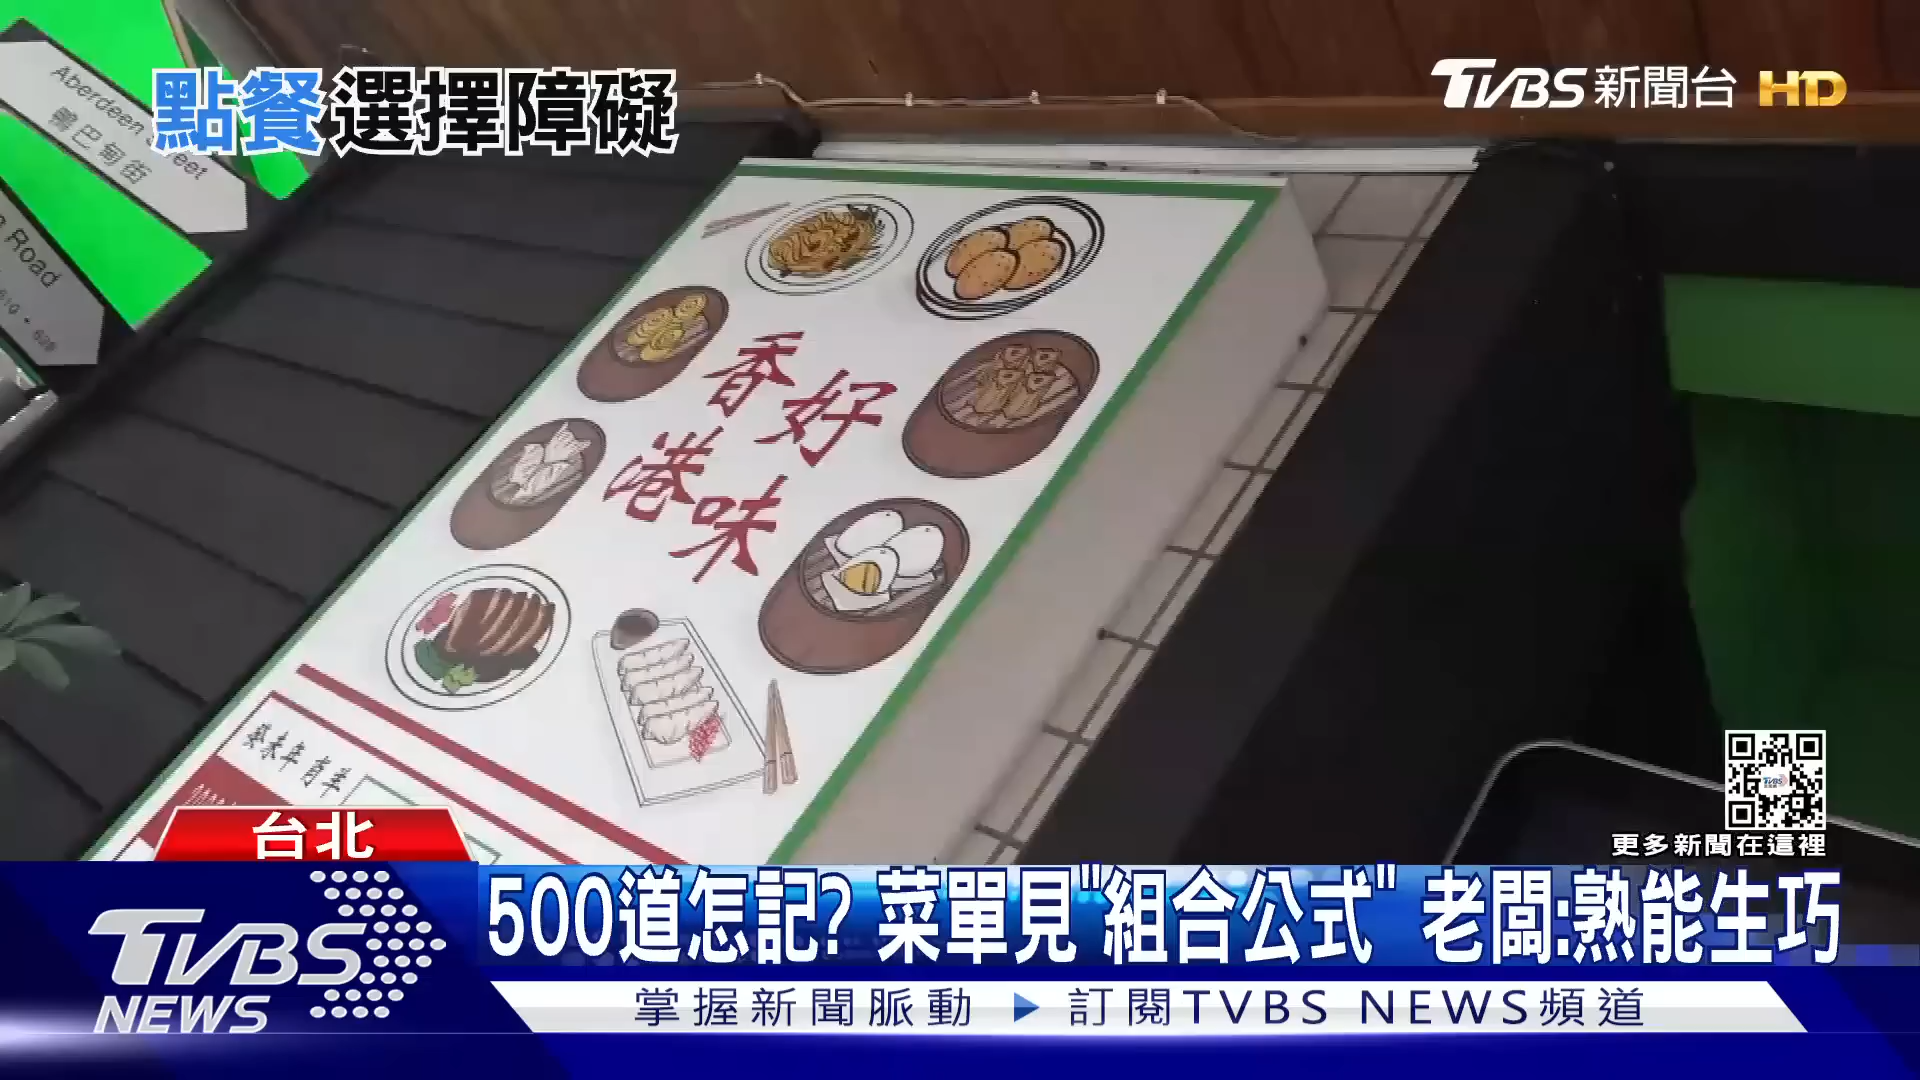 點餐選擇障礙
TVBS新聞台 HD
Aberdeen Street
鴨巴甸街
Road
香港
好味
台北
更多新聞在這裡
500道怎記? 菜單見"組合公式" 老闆:熟能生巧
TVBS NEWS
掌握新聞脈動 ▶ 訂閱TVBS NEWS頻道